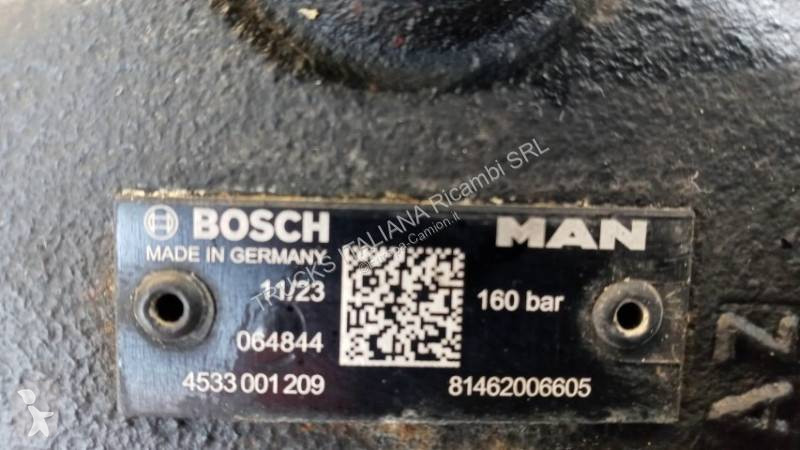 BOSCH
MAN
MADE IN GERMANY
11/23
160 bar
064844
4533 001 209
81462006605
TRUCKS ITALIANA Ricambi SRL